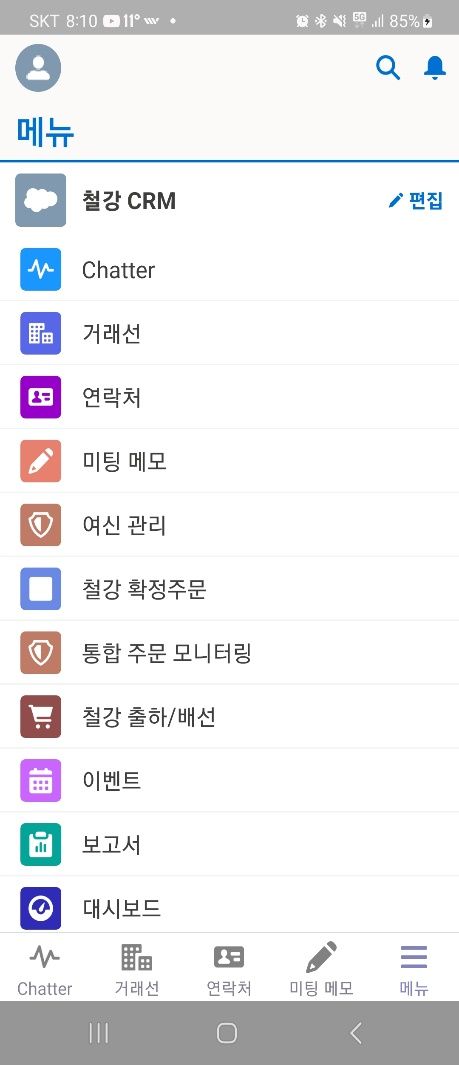 SKT 8:10 11° 5G 85%
메뉴
철강 CRM 편집
Chatter
거래선
연락처
미팅 메모
여신 관리
철강 확정주문
통합 주문 모니터링
철강 출하/배선
이벤트
보고서
대시보드
Chatter 거래선 연락처 미팅 메모 메뉴